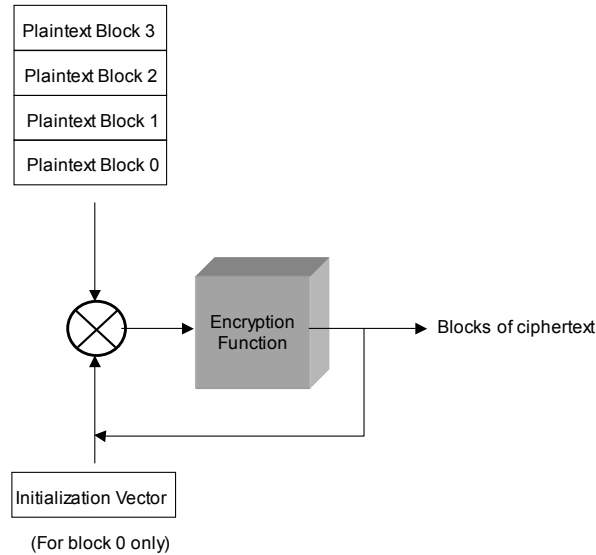 Plaintext Block 3
Plaintext Block 2
Plaintext Block 1
Plaintext Block 0
Encryption
Function
Blocks of ciphertext
Initialization Vector
(For block 0 only)